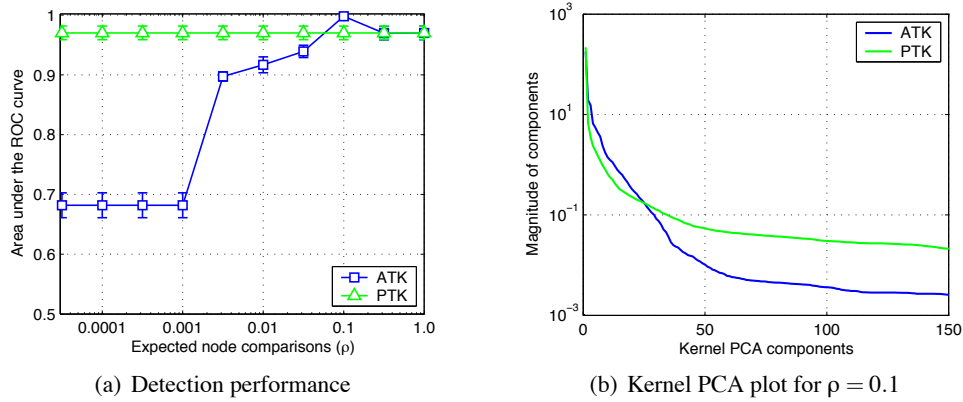 1
0.9
0.8
0.7
0.6
0.5
Area under the ROC curve
0.0001
0.001
0.01
0.1
1.0
Expected node comparisons (ρ)
ATK
PTK
(a) Detection performance
10^3
10^1
10^−1
10^−3
Magnitude of components
0
50
100
150
Kernel PCA components
ATK
PTK
(b) Kernel PCA plot for ρ = 0.1